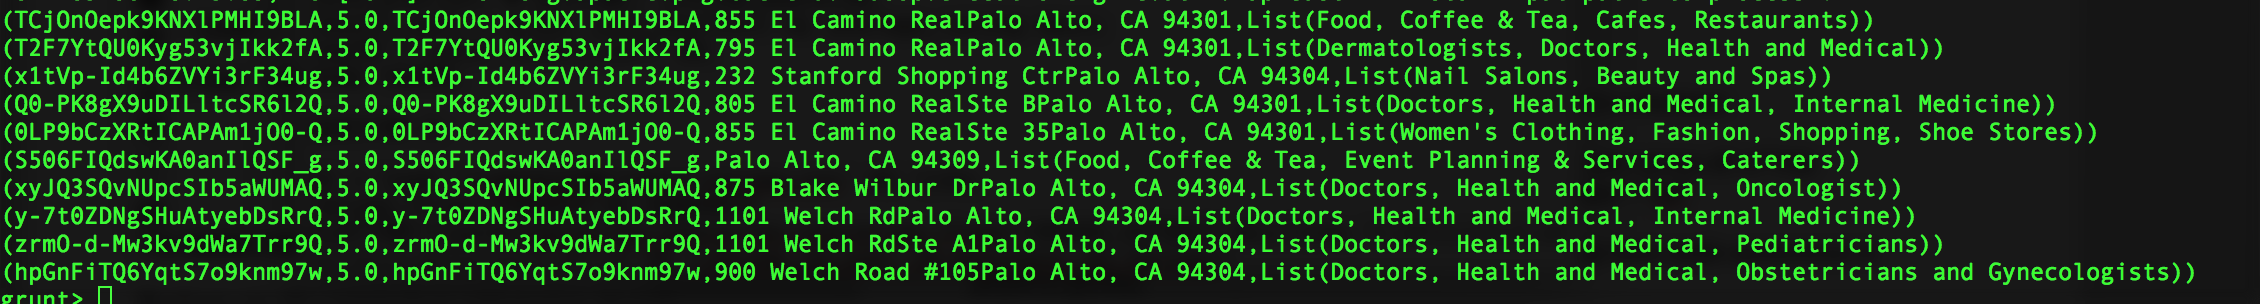 (TCjOnOepk9KNXlPMHI9BLA,5.0,TCjOnOepk9KNXlPMHI9BLA,855 El Camino RealPalo Alto, CA 94301,List(Food, Coffee & Tea, Cafes, Restaurants))
(T2F7YtQU0Kyg53vjIkk2fA,5.0,T2F7YtQU0Kyg53vjIkk2fA,795 El Camino RealPalo Alto, CA 94301,List(Dermatologists, Doctors, Health and Medical))
(x1tVp-Id4b6ZVYi3rF34ug,5.0,x1tVp-Id4b6ZVYi3rF34ug,232 Stanford Shopping CtrPalo Alto, CA 94304,List(Nail Salons, Beauty and Spas))
(Q0-PK8gX9uDILltcSR6l2Q,5.0,Q0-PK8gX9uDILltcSR6l2Q,805 El Camino RealSte BPalo Alto, CA 94301,List(Doctors, Health and Medical, Internal Medicine))
(0LP9bCzXRtICAPAm1jO0-Q,5.0,0LP9bCzXRtICAPAm1jO0-Q,855 El Camino RealSte 35Palo Alto, CA 94301,List(Women's Clothing, Fashion, Shopping, Shoe Stores))
(S506FIQdswKA0anIlQSF_g,5.0,S506FIQdswKA0anIlQSF_g,Palo Alto, CA 94309,List(Food, Coffee & Tea, Event Planning & Services, Caterers))
(xyJQ3SQvNUpcSIb5aWUMAQ,5.0,xyJQ3SQvNUpcSIb5aWUMAQ,875 Blake Wilbur DrPalo Alto, CA 94304,List(Doctors, Health and Medical, Oncologist))
(y-7t0ZDNgSHuAtyebDsRrQ,5.0,y-7t0ZDNgSHuAtyebDsRrQ,1101 Welch RdPalo Alto, CA 94304,List(Doctors, Health and Medical, Internal Medicine))
(zrmO-d-Mw3kv9dWa7Trr9Q,5.0,zrmO-d-Mw3kv9dWa7Trr9Q,1101 Welch RdSte A1Palo Alto, CA 94304,List(Doctors, Health and Medical, Pediatricians))
(hpGnFiTQ6YqtS7o9knm97w,5.0,hpGnFiTQ6YqtS7o9knm97w,900 Welch Road #105Palo Alto, CA 94304,List(Doctors, Health and Medical, Obstetricians and Gynecologists))
grunt>